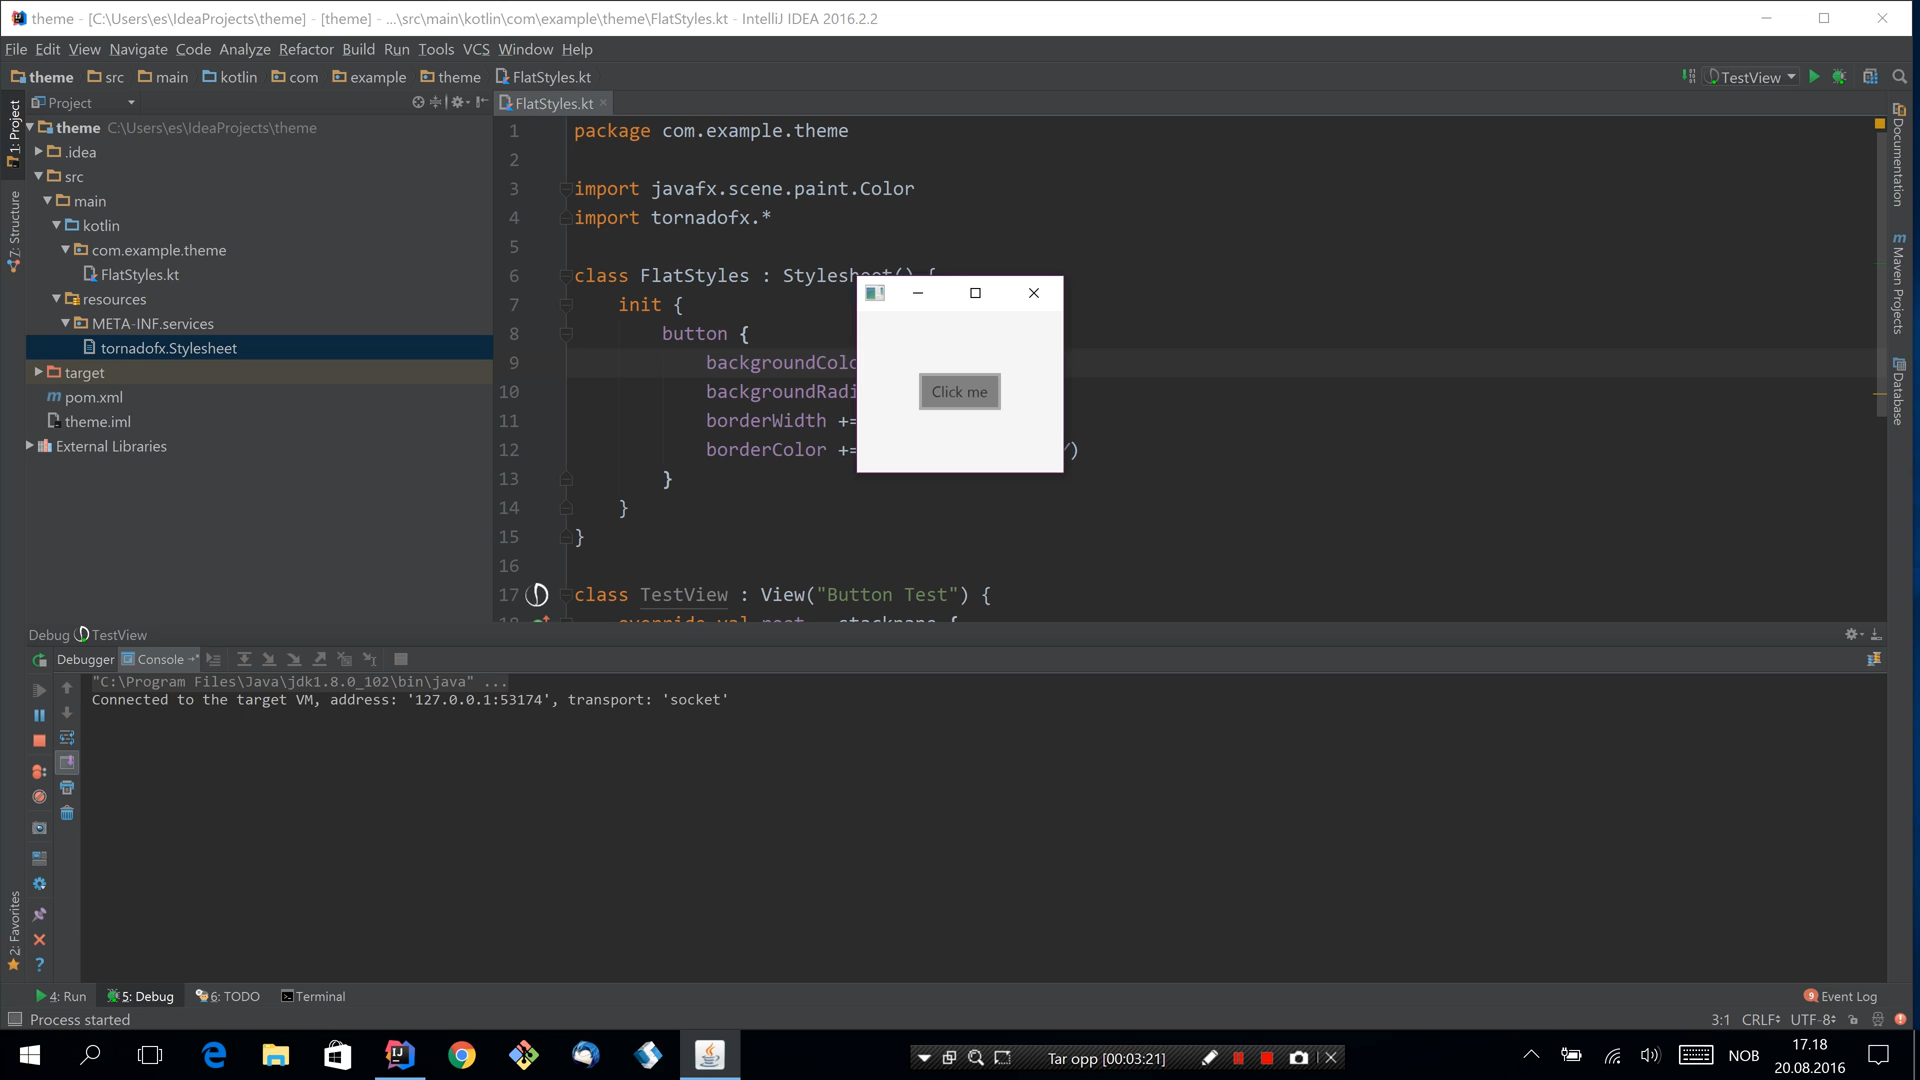 theme - [C:\Users\es\IdeaProjects\theme] - [theme] - ...\src\main\kotlin\com\example\theme\FlatStyles.kt - IntelliJ IDEA 2016.2.2
File Edit View Navigate Code Analyze Refactor Build Run Tools VCS Window Help
theme src main kotlin com example theme FlatStyles.kt
TestView
Project
FlatStyles.kt
1: Project
7: Structure
2: Favorites
theme C:\Users\es\IdeaProjects\theme
.idea
src
main
kotlin
com.example.theme
FlatStyles.kt
resources
META-INF.services
tornadofx.Stylesheet
target
pom.xml
theme.iml
External Libraries
1 package com.example.theme
2
3 import javafx.scene.paint.Color
4 import tornadofx.*
5
6 class FlatStyles : Stylesheet() {
7 init {
8 button {
9 backgroundColo
10 backgroundRadi
11 borderWidth +=
12 borderColor += )
13 }
14 }
15 }
16
17 class TestView : View("Button Test") {
Click me
Documentation
Maven Projects
Database
Debug TestView
Debugger Console
"C:\Program Files\Java\jdk1.8.0_102\bin\java" ...
Connected to the target VM, address: '127.0.0.1:53174', transport: 'socket'
4: Run 5: Debug 6: TODO Terminal
9 Event Log
Process started
3:1 CRLF UTF-8
Tar opp [00:03:21]
NOB
17.18
20.08.2016